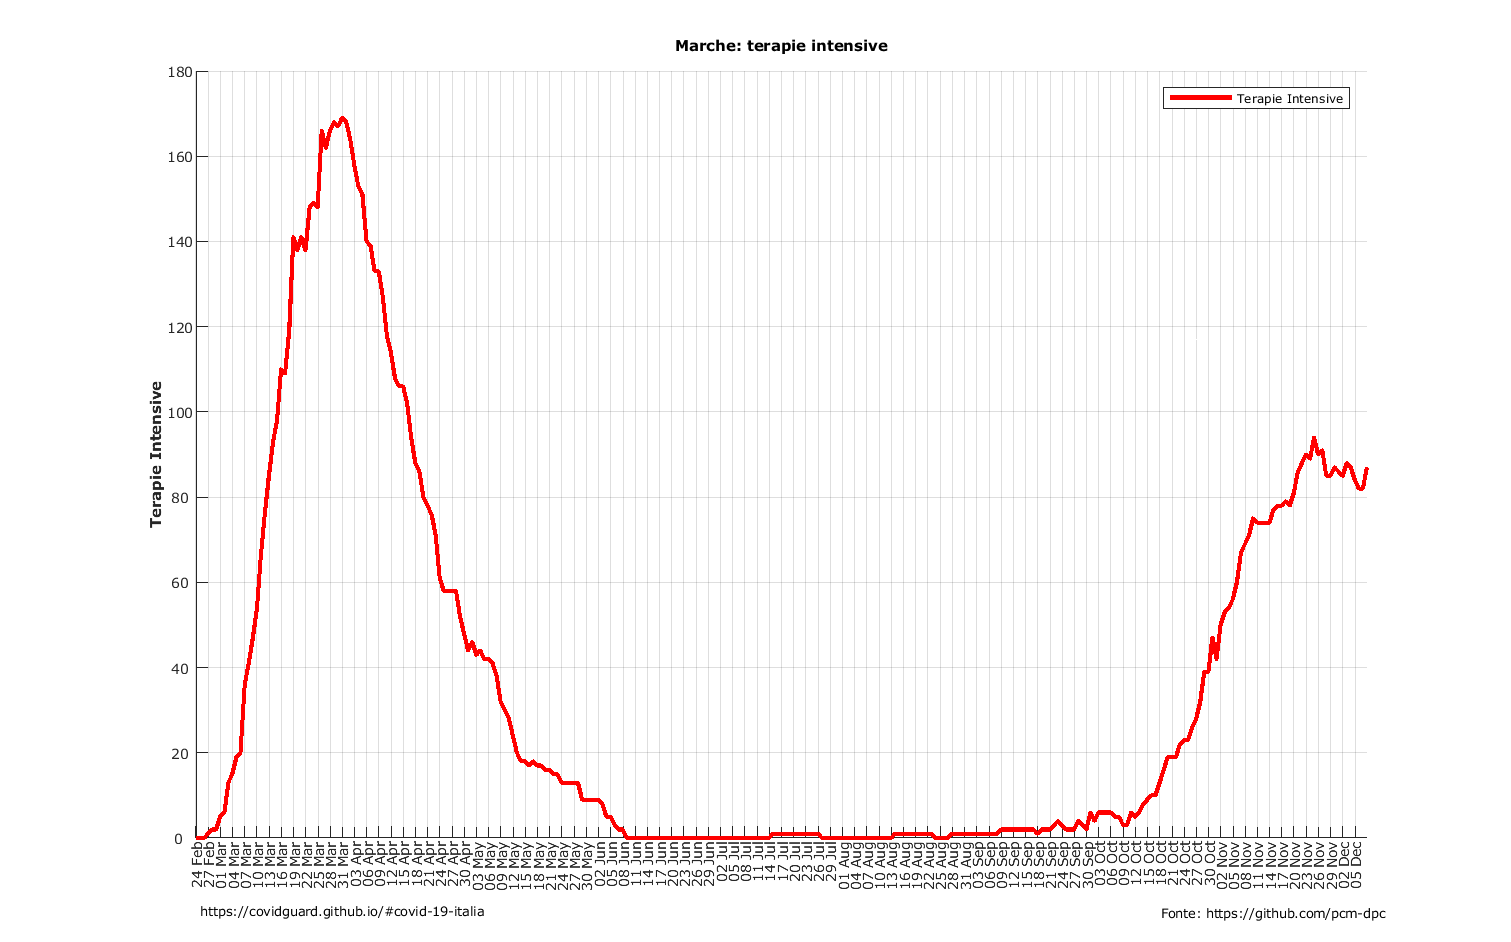 Marche: terapie intensive
Terapie Intensive
Terapie Intensive
180
160
140
120
100
80
60
40
20
0
24 Feb
27 Feb
01 Mar
04 Mar
07 Mar
10 Mar
13 Mar
16 Mar
19 Mar
22 Mar
25 Mar
28 Mar
31 Mar
03 Apr
06 Apr
09 Apr
12 Apr
15 Apr
18 Apr
21 Apr
24 Apr
27 Apr
30 Apr
03 May
06 May
09 May
12 May
15 May
18 May
21 May
24 May
27 May
30 May
02 Jun
05 Jun
08 Jun
11 Jun
14 Jun
17 Jun
20 Jun
23 Jun
26 Jun
29 Jun
02 Jul
05 Jul
08 Jul
11 Jul
14 Jul
17 Jul
20 Jul
23 Jul
26 Jul
29 Jul
01 Aug
04 Aug
07 Aug
10 Aug
13 Aug
16 Aug
19 Aug
22 Aug
25 Aug
28 Aug
31 Aug
03 Sep
06 Sep
09 Sep
12 Sep
15 Sep
18 Sep
21 Sep
24 Sep
27 Sep
30 Sep
03 Oct
06 Oct
09 Oct
12 Oct
15 Oct
18 Oct
21 Oct
24 Oct
27 Oct
30 Oct
02 Nov
05 Nov
08 Nov
11 Nov
14 Nov
17 Nov
20 Nov
23 Nov
26 Nov
29 Nov
02 Dec
05 Dec
https://covidguard.github.io/#covid-19-italia
Fonte: https://github.com/pcm-dpc